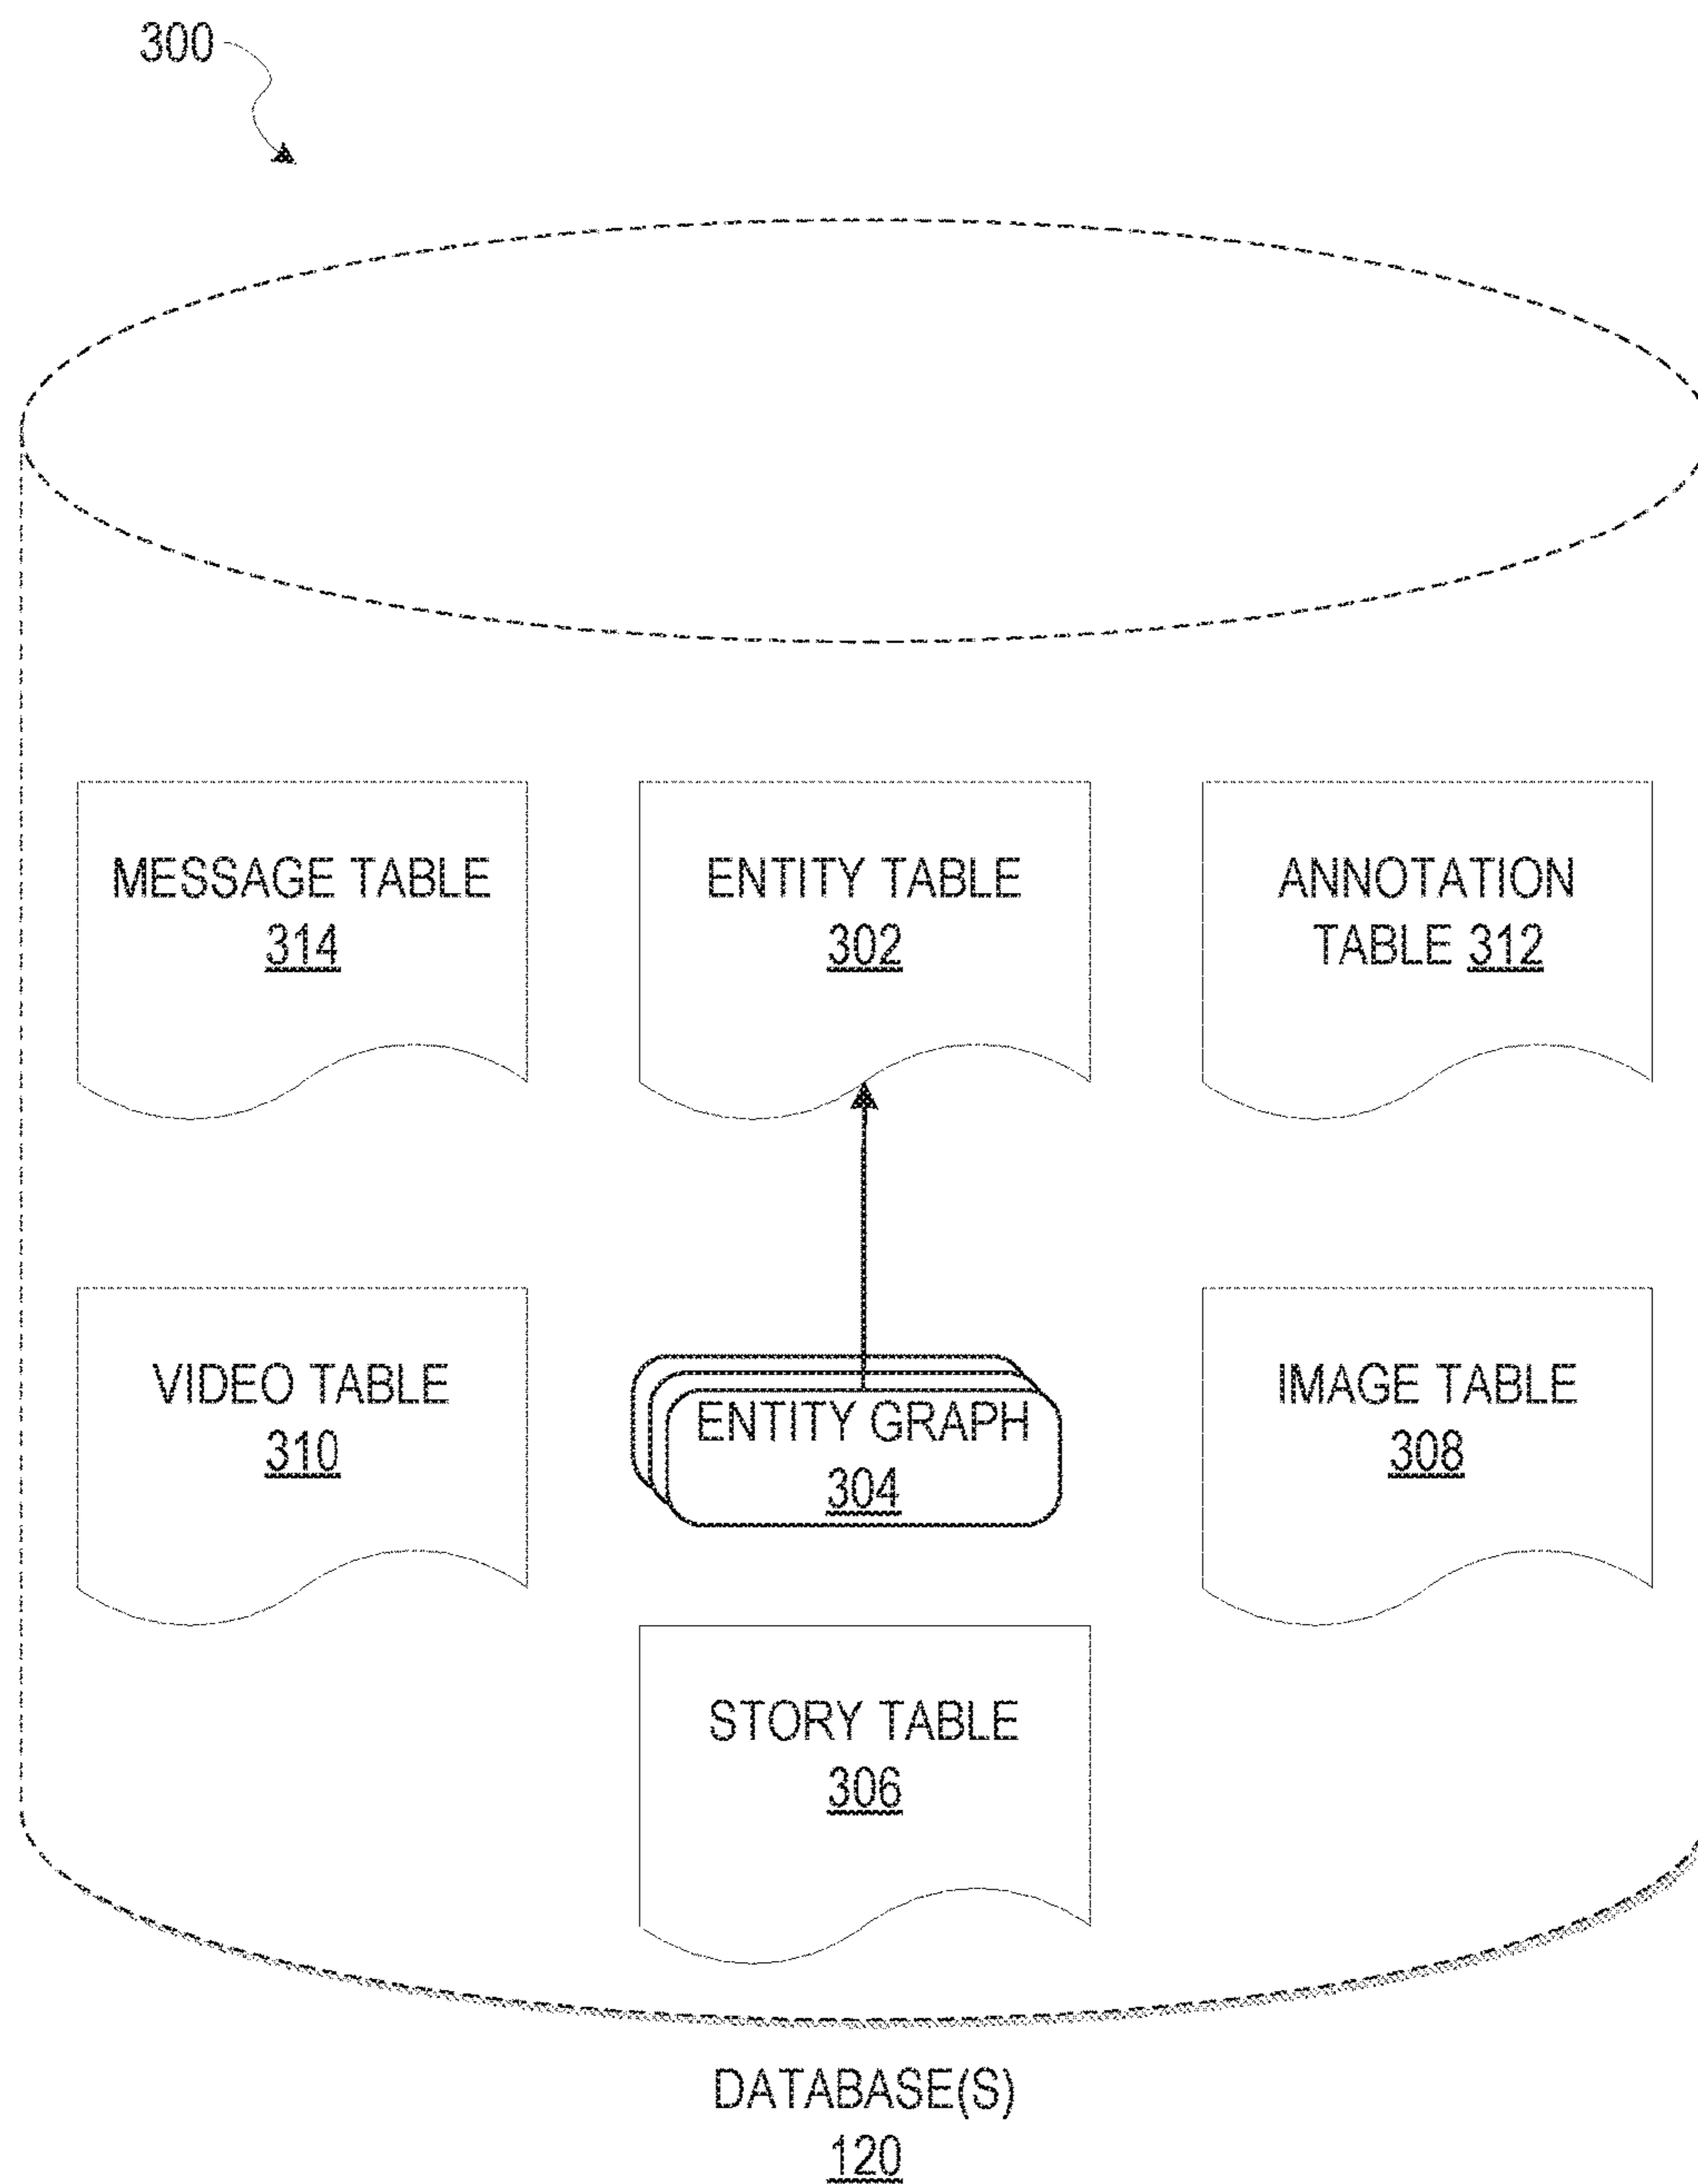 300
MESSAGE TABLE
314
ENTITY TABLE
302
ANNOTATION
TABLE 312
VIDEO TABLE
310
ENTITY GRAPH
304
IMAGE TABLE
308
STORY TABLE
306
DATABASE(S)
120